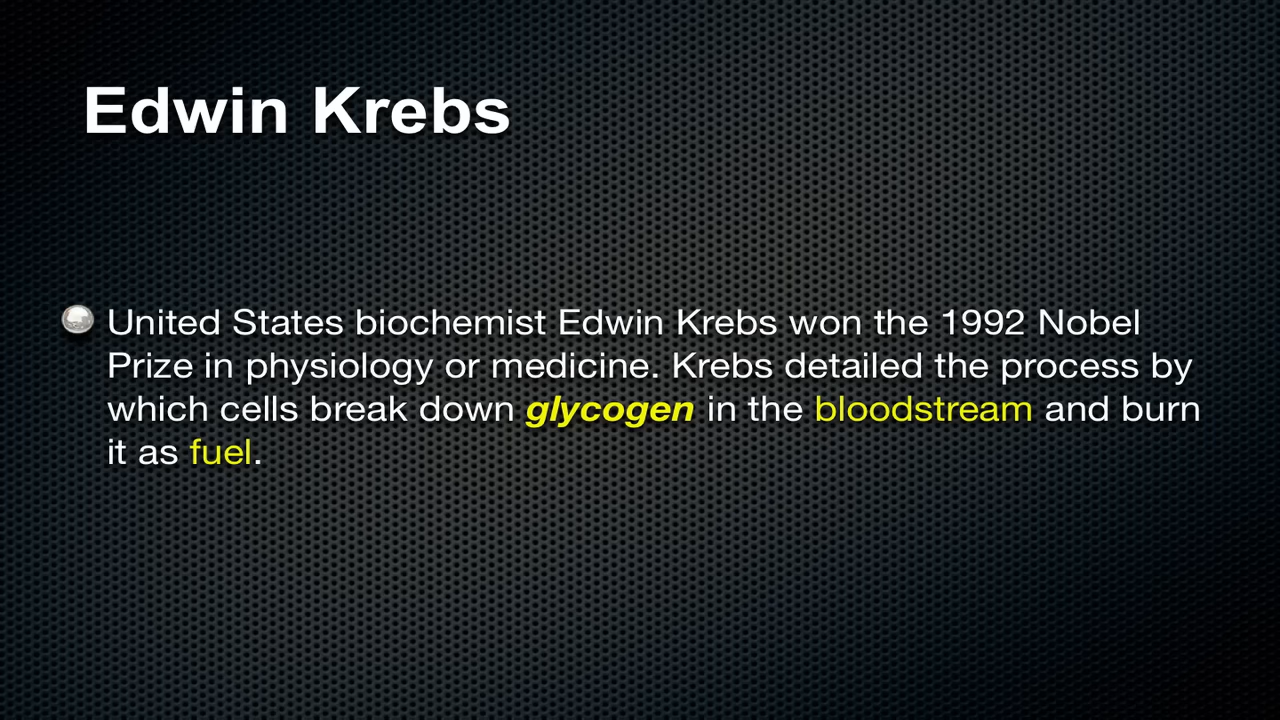 Edwin Krebs
United States biochemist Edwin Krebs won the 1992 Nobel
Prize in physiology or medicine. Krebs detailed the process by
which cells break down glycogen in the bloodstream and burn
it as fuel.